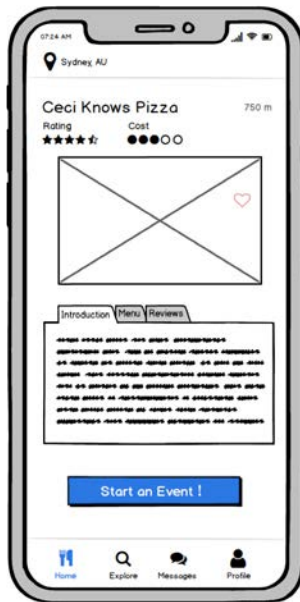 07:24 AM
Sydney, AU
Ceci Knows Pizza 750 m
Rating Cost
Introduction Menu Reviews
Start an Event !
Home Explore Messages Profile